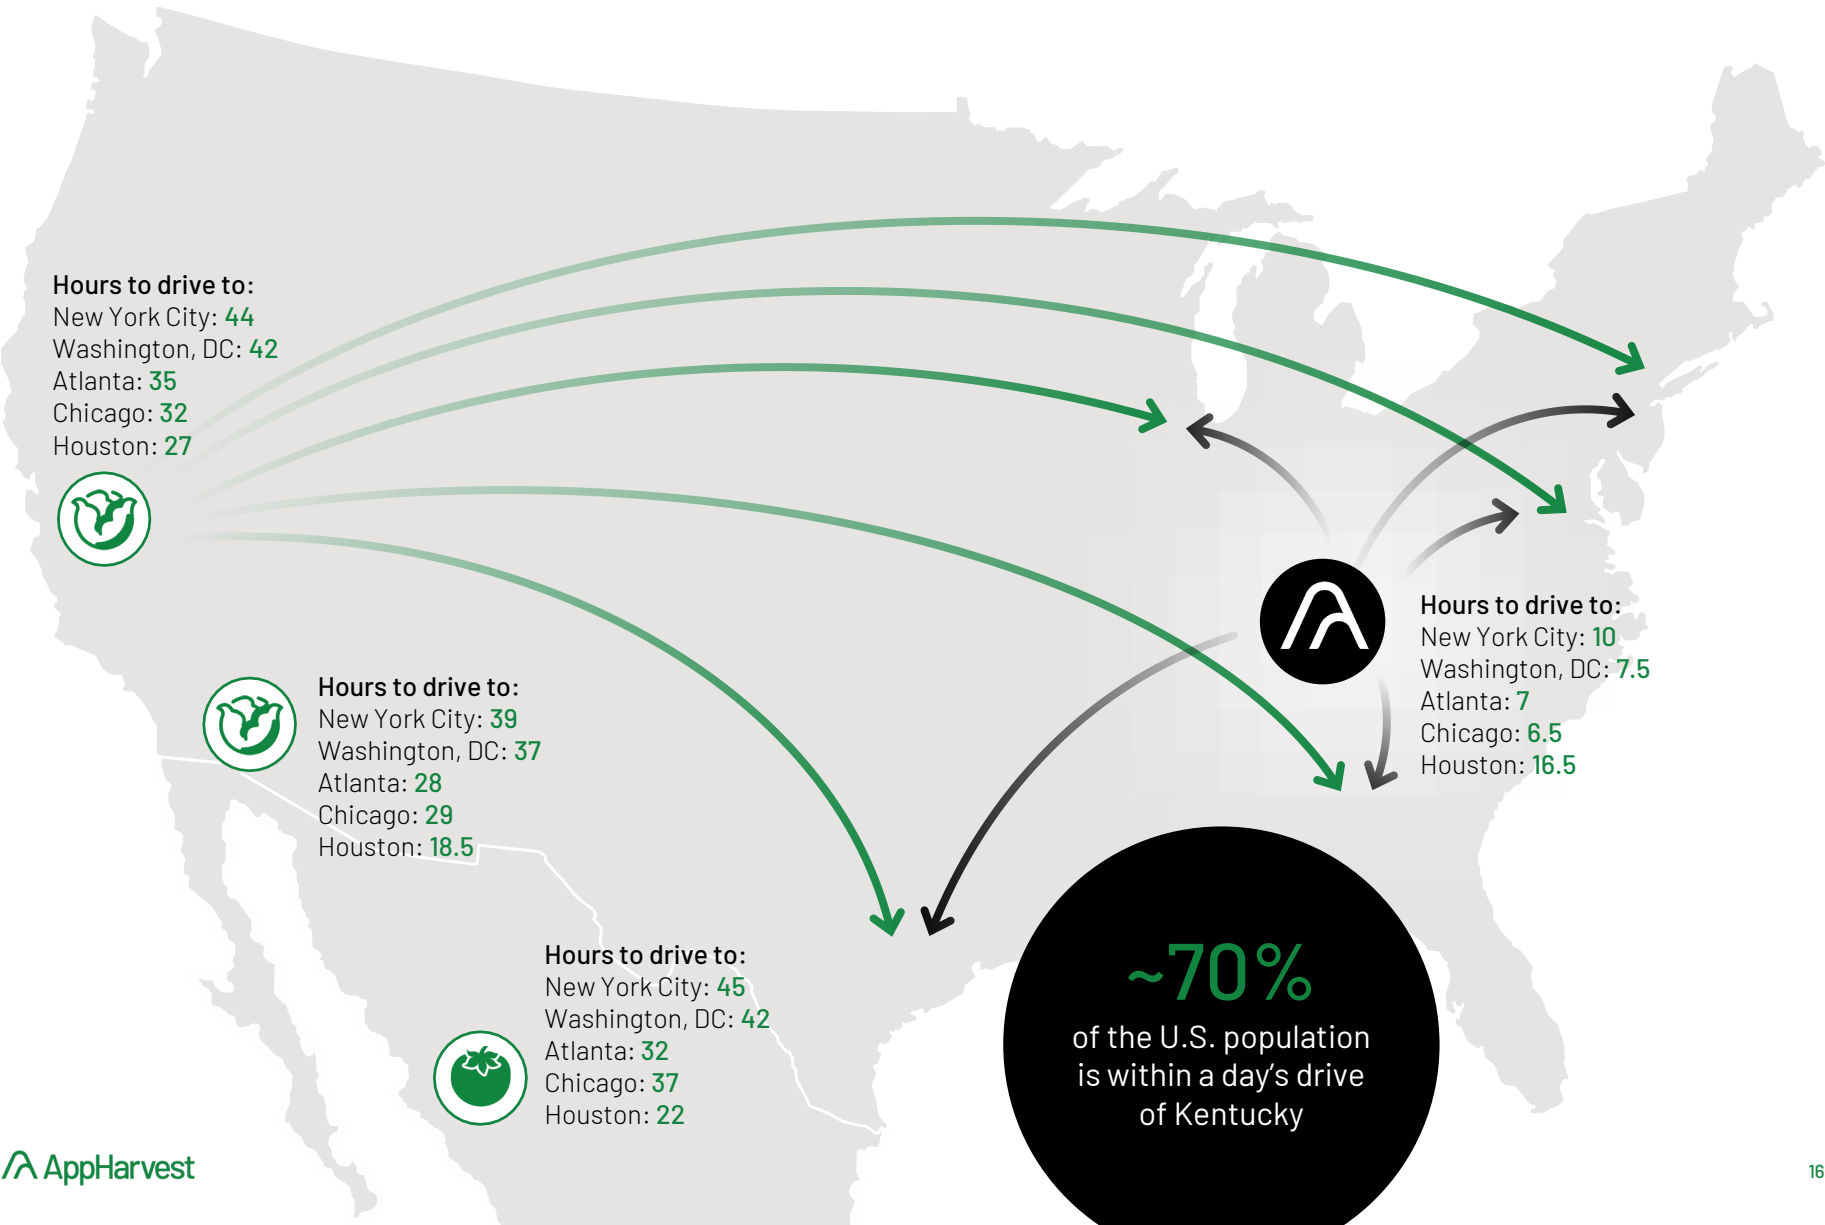 Hours to drive to:
New York City: 44
Washington, DC: 42
Atlanta: 35
Chicago: 32
Houston: 27
Hours to drive to:
New York City: 39
Washington, DC: 37
Atlanta: 28
Chicago: 29
Houston: 18.5
Hours to drive to:
New York City: 45
Washington, DC: 42
Atlanta: 32
Chicago: 37
Houston: 22
Hours to drive to:
New York City: 10
Washington, DC: 7.5
Atlanta: 7
Chicago: 6.5
Houston: 16.5
~70%
of the U.S. population
is within a day's drive
of Kentucky
AppHarvest
16